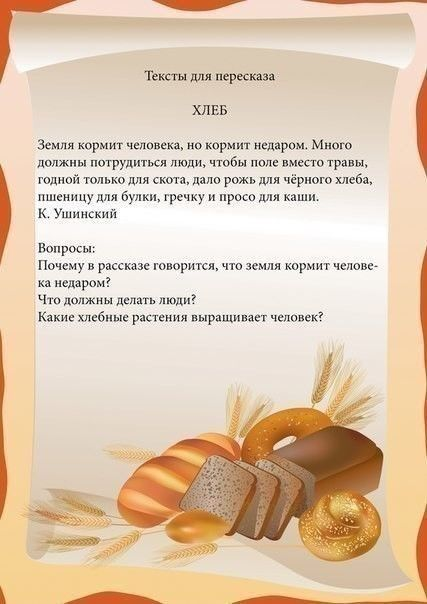 Тексты для пересказа
ХЛЕБ
Земля кормит человека, но кормит недаром. Много
должны потрудиться люди, чтобы поле вместо травы,
годной только для скота, дало рожь для чёрного хлеба,
пшеницу для булки, гречку и просо для каши.
К. Ушинский
Вопросы:
Почему в рассказе говорится, что земля кормит челове-
ка недаром?
Что должны делать люди?
Какие хлебные растения выращивает человек?